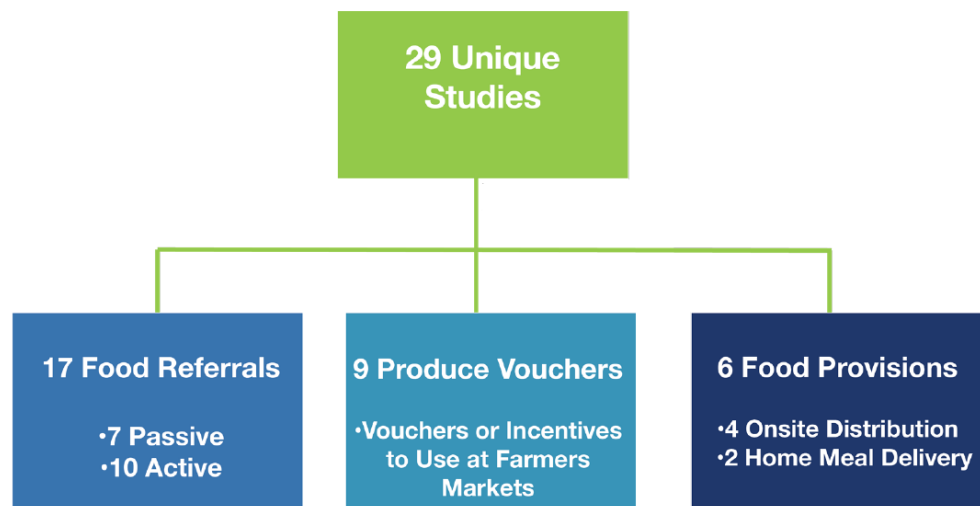 29 Unique
Studies
17 Food Referrals
•7 Passive
•10 Active
9 Produce Vouchers
•Vouchers or Incentives
to Use at Farmers
Markets
6 Food Provisions
•4 Onsite Distribution
•2 Home Meal Delivery